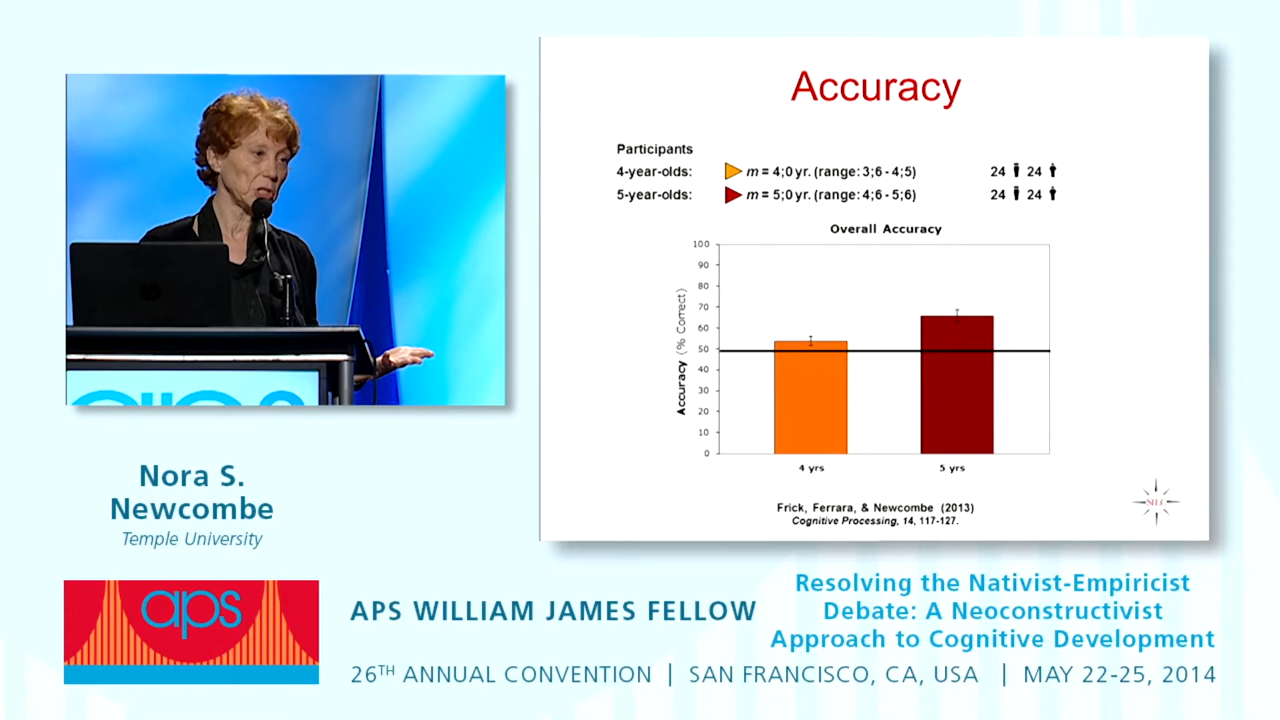 Accuracy
Participants
4-year-olds: m = 4;0 yr. (range: 3;6 - 4;5) 24 24
5-year-olds: m = 5;0 yr. (range: 4;6 - 5;6) 24 24
Overall Accuracy
Accuracy (% Correct)
100
90
80
70
60
50
40
30
20
10
0
4 yrs 5 yrs
Frick, Ferrara, & Newcombe (2013)
Cognitive Processing, 14, 117-127.
SILC
Nora S.
Newcombe
Temple University
aps
APS WILLIAM JAMES FELLOW
Resolving the Nativist-Empiricist
Debate: A Neoconstructivist
Approach to Cognitive Development
26TH ANNUAL CONVENTION | SAN FRANCISCO, CA, USA | MAY 22-25, 2014